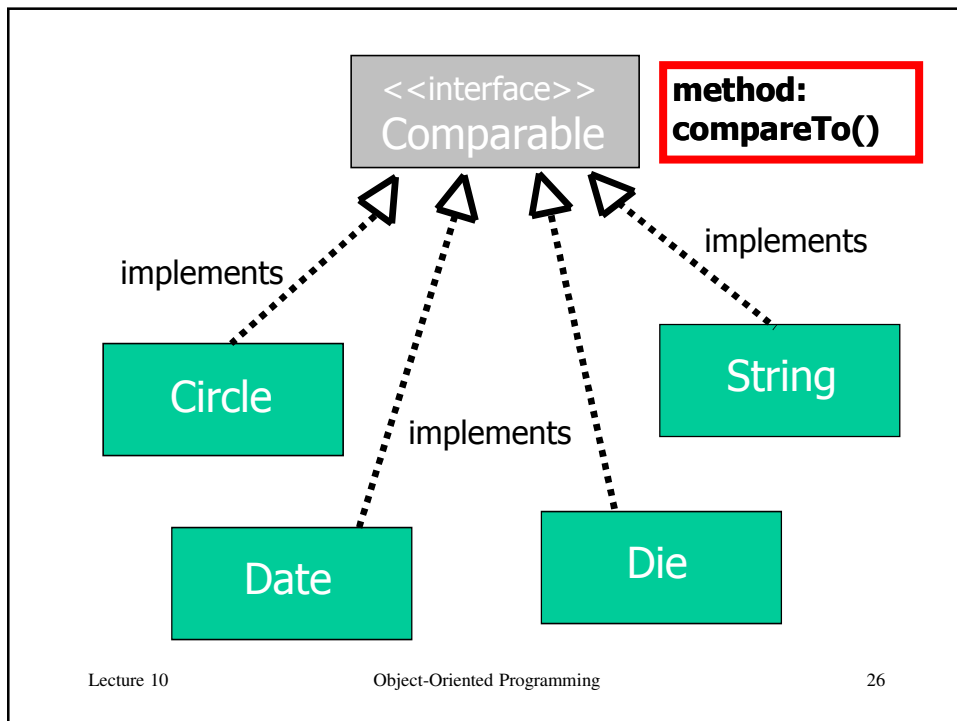 <<interface>>
Comparable
method:
compareTo()
implements
implements
Circle
String
implements
Date
Die
Lecture 10
Object-Oriented Programming
26